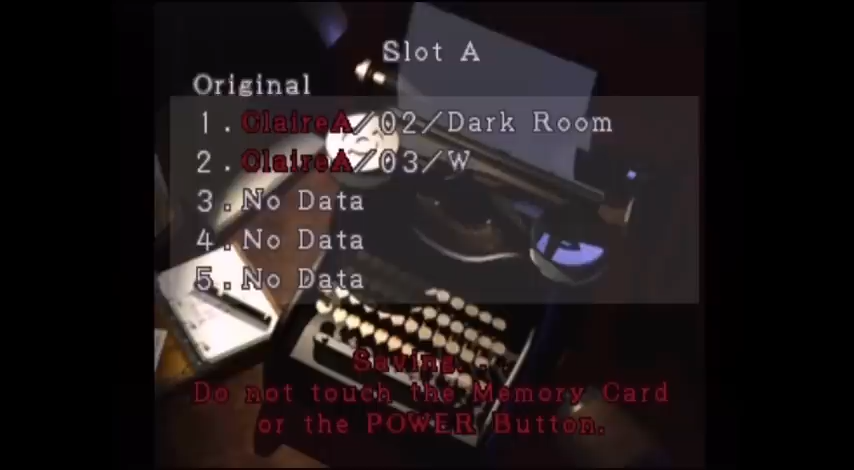 Slot A
Original
1. ClaireA/02/Dark Room
2. ClaireA/03/W
3. No Data
4. No Data
5. No Data
Saving...
Do not touch the Memory Card
or the POWER Button.